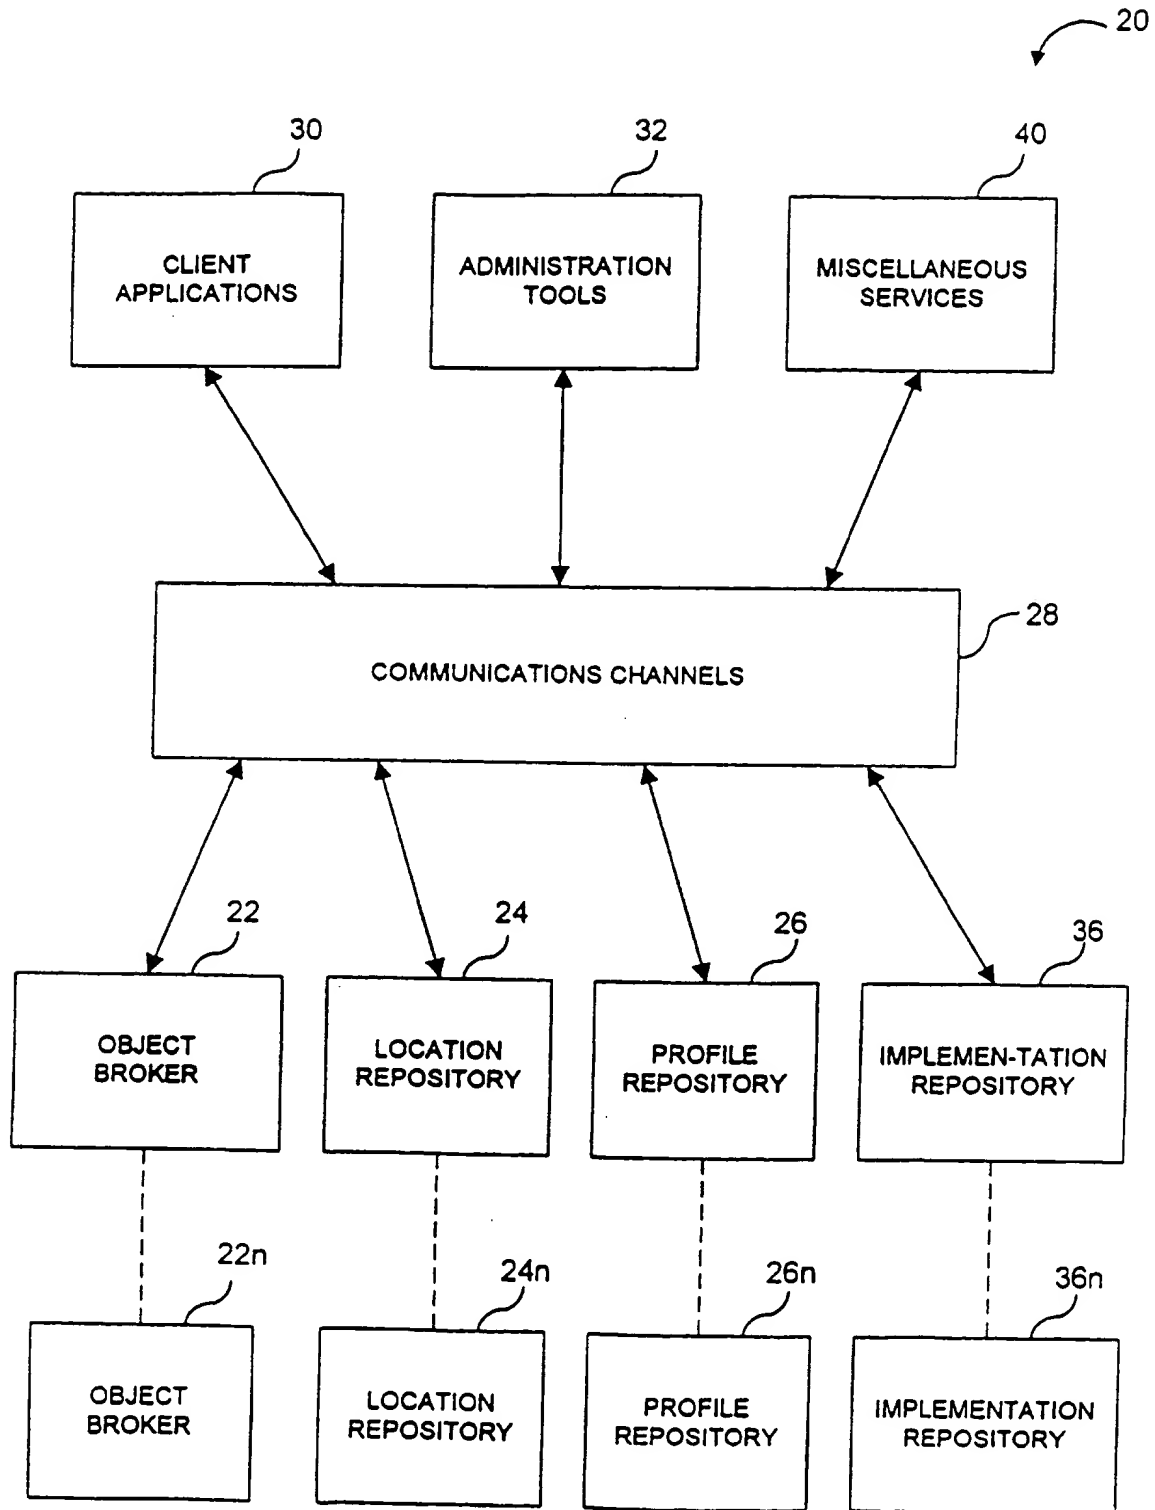 20
30
32
40
CLIENT
APPLICATIONS
ADMINISTRATION
TOOLS
MISCELLANEOUS
SERVICES
28
COMMUNICATIONS CHANNELS
22
24
26
36
OBJECT
BROKER
LOCATION
REPOSITORY
PROFILE
REPOSITORY
IMPLEMEN-TATION
REPOSITORY
22n
24n
26n
36n
OBJECT
BROKER
LOCATION
REPOSITORY
PROFILE
REPOSITORY
IMPLEMENTATION
REPOSITORY